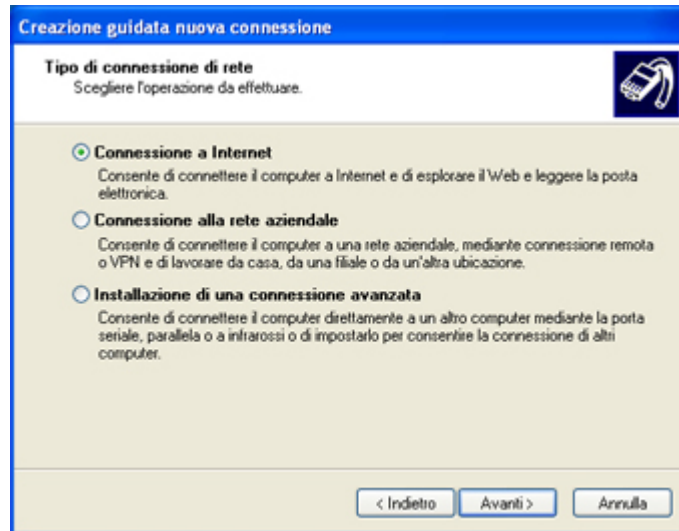 Creazione guidata nuova connessione
Tipo di connessione di rete
Scegliere l'operazione da effettuare.
Connessione a Internet
Consente di connettere il computer a Internet e di esplorare il Web e leggere la posta
elettronica.
Connessione alla rete aziendale
Consente di connettere il computer a una rete aziendale, mediante connessione remota
o VPN e di lavorare da casa, da una filiale o da un'altra ubicazione.
Installazione di una connessione avanzata
Consente di connettere il computer direttamente a un altro computer mediante la porta
seriale, parallela o a infrarossi o di impostarlo per consentire la connessione di altri
computer.
< Indietro Avanti > Annulla